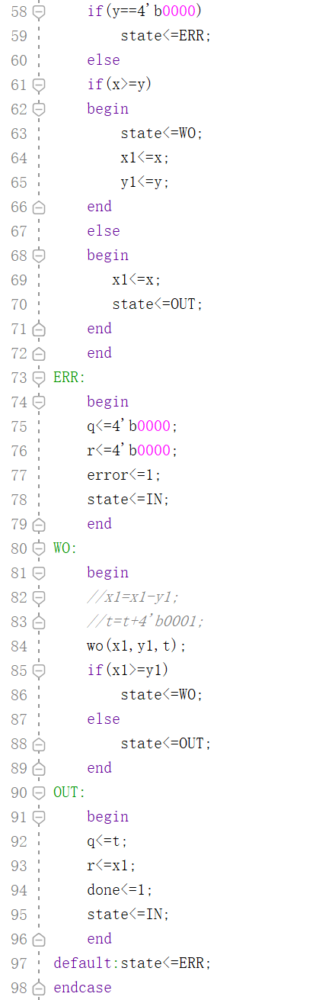 58 if(y==4'b0000)
59 state<=ERR;
60 else
61 if(x>=y)
62 begin
63 state<=WO;
64 x1<=x;
65 y1<=y;
66 end
67 else
68 begin
69 x1<=x;
70 state<=OUT;
71 end
72 end
73 ERR:
74 begin
75 q<=4'b0000;
76 r<=4'b0000;
77 error<=1;
78 state<=IN;
79 end
80 WO:
81 begin
82 //x1=x1-y1;
83 //t=t+4'b0001;
84 wo(x1,y1,t);
85 if(x1>=y1)
86 state<=WO;
87 else
88 state<=OUT;
89 end
90 OUT:
91 begin
92 q<=t;
93 r<=x1;
94 done<=1;
95 state<=IN;
96 end
97 default:state<=ERR;
98 endcase